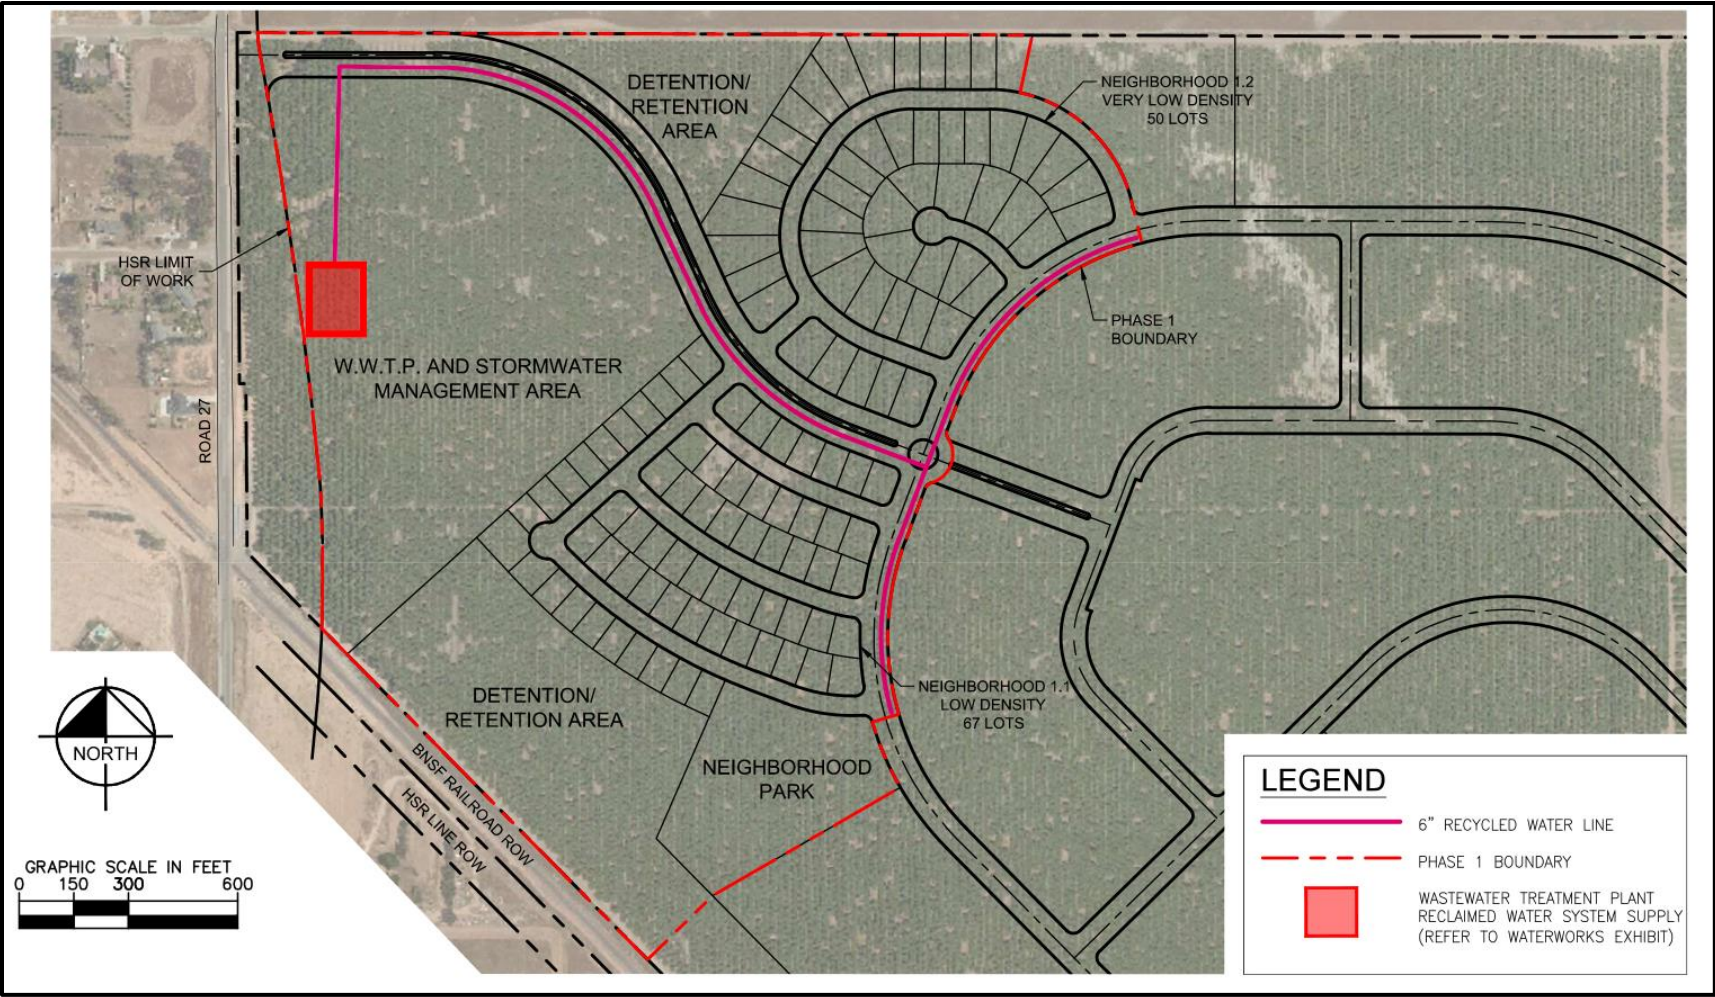 DETENTION/
RETENTION
AREA
NEIGHBORHOOD 1.2
VERY LOW DENSITY
50 LOTS
HSR LIMIT
OF WORK
PHASE 1
BOUNDARY
W.W.T.P. AND STORMWATER
MANAGEMENT AREA
ROAD 27
NEIGHBORHOOD 1.1
LOW DENSITY
67 LOTS
DETENTION/
RETENTION AREA
NEIGHBORHOOD
PARK
BNSF RAILROAD ROW
HSR LINE ROW
NORTH
GRAPHIC SCALE IN FEET
0 150 300 600
LEGEND
6" RECYCLED WATER LINE
PHASE 1 BOUNDARY
WASTEWATER TREATMENT PLANT
RECLAIMED WATER SYSTEM SUPPLY
(REFER TO WATERWORKS EXHIBIT)